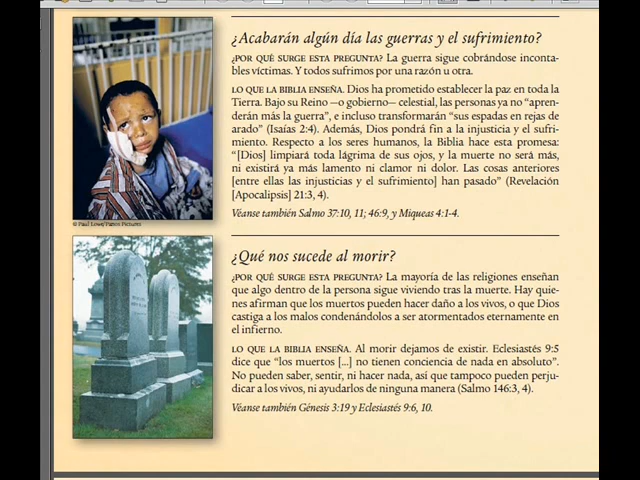 ¿Acabarán algún día las guerras y el sufrimiento?
¿POR QUÉ SURGE ESTA PREGUNTA? La guerra sigue cobrándose inconta-
bles víctimas. Y todos sufrimos por una razón u otra.
LO QUE LA BIBLIA ENSEÑA. Dios ha prometido establecer la paz en toda la
Tierra. Bajo su Reino —o gobierno— celestial, las personas ya no “apren-
derán más la guerra”, e incluso transformarán “sus espadas en rejas de
arado” (Isaías 2:4). Además, Dios pondrá fin a la injusticia y el sufri-
miento. Respecto a los seres humanos, la Biblia hace esta promesa:
“[Dios] limpiará toda lágrima de sus ojos, y la muerte no será más,
ni existirá ya más lamento ni clamor ni dolor. Las cosas anteriores
[entre ellas las injusticias y el sufrimiento] han pasado” (Revelación
[Apocalipsis] 21:3, 4).
Véanse también Salmo 37:10, 11; 46:9, y Miqueas 4:1-4.
© Paul Lowe/Panos Pictures
¿Qué nos sucede al morir?
¿POR QUÉ SURGE ESTA PREGUNTA? La mayoría de las religiones enseñan
que algo dentro de la persona sigue viviendo tras la muerte. Hay quie-
nes afirman que los muertos pueden hacer daño a los vivos, o que Dios
castiga a los malos condenándolos a ser atormentados eternamente en
el infierno.
LO QUE LA BIBLIA ENSEÑA. Al morir dejamos de existir. Eclesiastés 9:5
dice que “los muertos [...] no tienen conciencia de nada en absoluto”.
No pueden saber, sentir, ni hacer nada, así que tampoco pueden perju-
dicar a los vivos, ni ayudarlos de ninguna manera (Salmo 146:3, 4).
Véanse también Génesis 3:19 y Eclesiastés 9:6, 10.